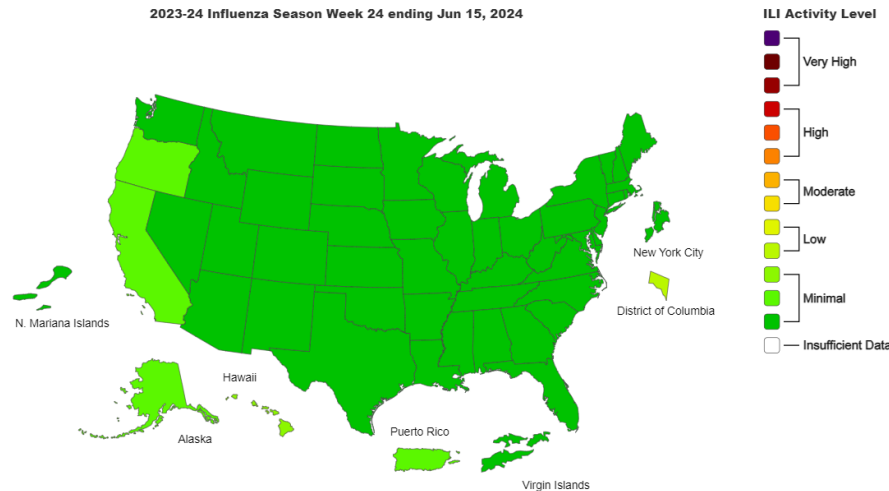 2023-24 Influenza Season Week 24 ending Jun 15, 2024
ILI Activity Level
Very High
High
Moderate
Low
Minimal
Insufficient Data
New York City
District of Columbia
N. Mariana Islands
Hawaii
Alaska
Puerto Rico
Virgin Islands